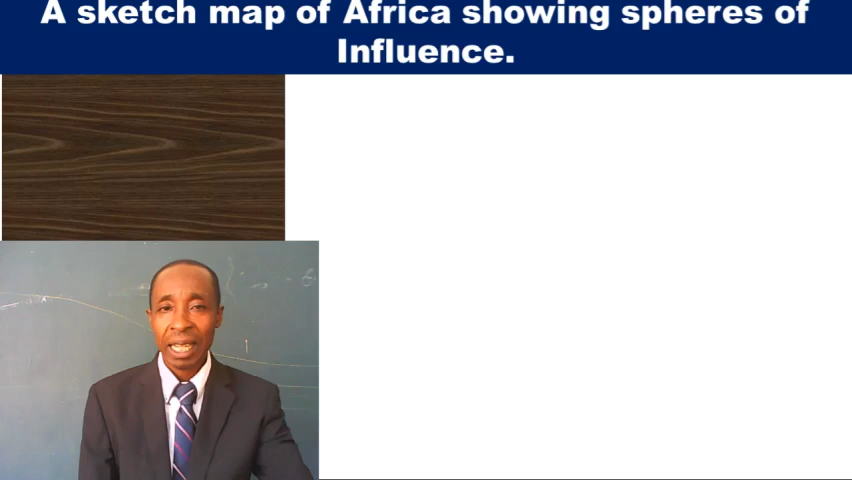 A sketch map of Africa showing spheres of
Influence.